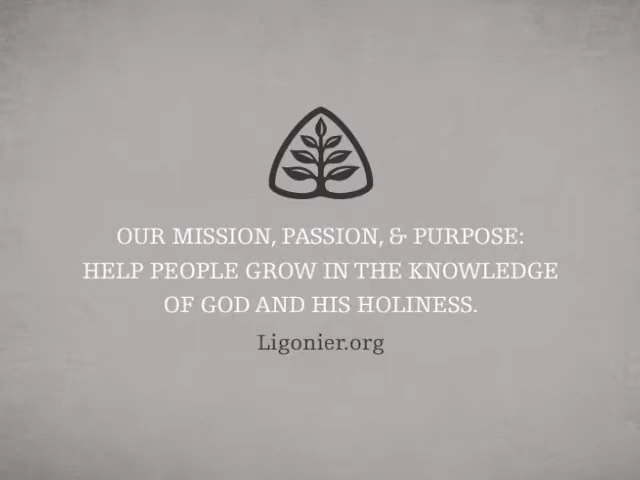 OUR MISSION, PASSION, & PURPOSE:
HELP PEOPLE GROW IN THE KNOWLEDGE
OF GOD AND HIS HOLINESS.
Ligonier.org